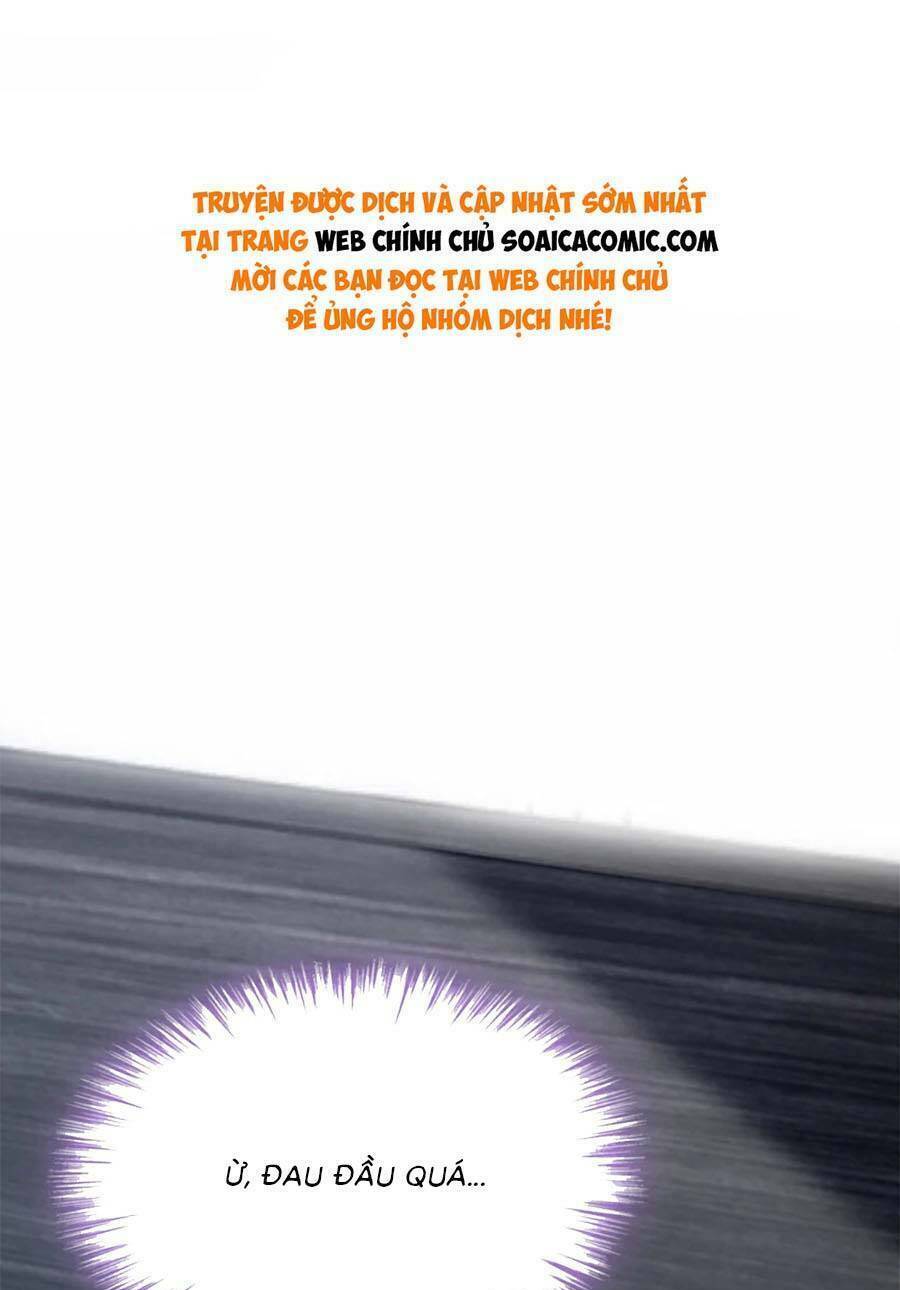 TRUYỆN ĐƯỢC DỊCH VÀ CẬP NHẬT SỚM NHẤT
TẠI TRANG WEB CHÍNH CHỦ SOAICACOMIC.COM
MỜI CÁC BẠN ĐỌC TẠI WEB CHÍNH CHỦ
ĐỂ ỦNG HỘ NHÓM DỊCH NHÉ!
Ừ, ĐAU ĐẦU QUÁ...